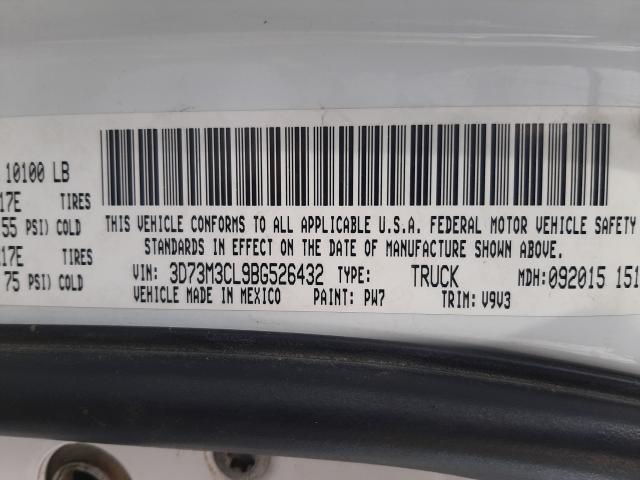 10100 LB
17E TIRES
55 PSI) COLD
17E TIRES
75 PSI) COLD
THIS VEHICLE CONFORMS TO ALL APPLICABLE U.S.A. FEDERAL MOTOR VEHICLE SAFETY
STANDARDS IN EFFECT ON THE DATE OF MANUFACTURE SHOWN ABOVE.
VIN: 3D73M3CL9BG526432 TYPE: TRUCK MDH:092015 151
VEHICLE MADE IN MEXICO PAINT: PW7 TRIM: V9V3